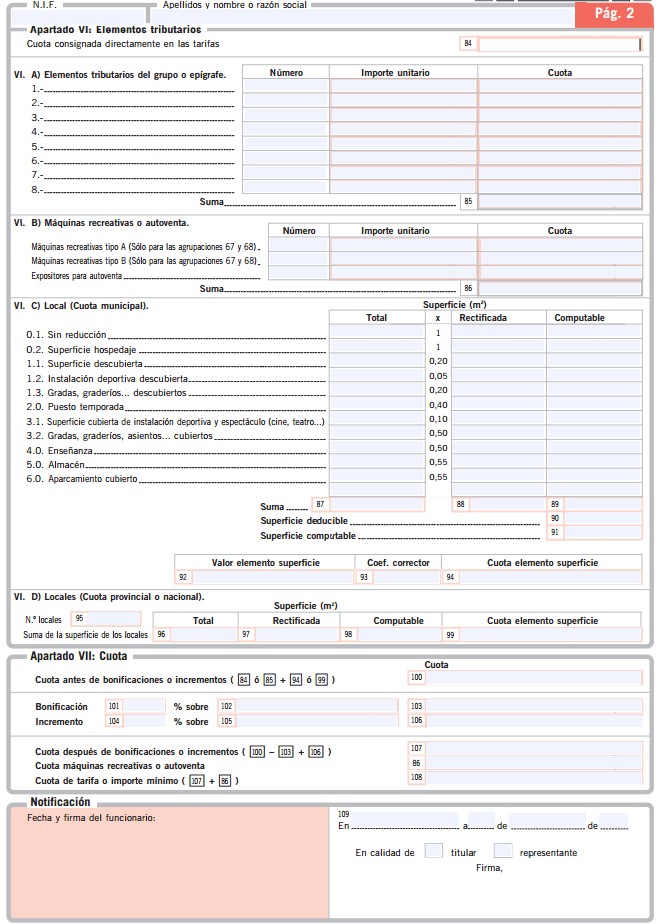 N.I.F. Apellidos y nombre o razón social
Pág. 2
Apartado VI: Elementos tributarios
Cuota consignada directamente en las tarifas 84
VI. A) Elementos tributarios del grupo o epígrafe. Número Importe unitario Cuota
1.-
2.-
3.-
4.-
5.-
6.-
7.-
8.-
Suma 85
VI. B) Máquinas recreativas o autoventa.
Número Importe unitario Cuota
Máquinas recreativas tipo A (Sólo para las agrupaciones 67 y 68)
Máquinas recreativas tipo B (Sólo para las agrupaciones 67 y 68)
Expositores para autoventa
Suma 86
VI. C) Local (Cuota municipal). Superficie (m²)
Total x Rectificada Computable
0.1. Sin reducción 1
0.2. Superficie hospedaje 1
1.1. Superficie descubierta 0,20
1.2. Instalación deportiva descubierta 0,05
1.3. Gradas, graderíos... descubiertos 0,20
2.0. Puesto temporada 0,40
3.1. Superficie cubierta de instalación deportiva y espectáculo (cine, teatro...) 0,10
3.2. Gradas, graderíos, asientos... cubiertos 0,50
4.0. Enseñanza 0,50
5.0. Almacén 0,55
6.0. Aparcamiento cubierto 0,55
Suma 87 88 89
Superficie deducible 90
Superficie computable 91
Valor elemento superficie Coef. corrector Cuota elemento superficie
92 93 94
VI. D) Locales (Cuota provincial o nacional).
Superficie (m²)
N.º locales 95 Total Rectificada Computable Cuota elemento superficie
Suma de la superficie de los locales 96 97 98 99
Apartado VII: Cuota
Cuota
Cuota antes de bonificaciones o incrementos ( 84 ó 85 + 94 ó 99 ) 100
Bonificación 101 % sobre 102 103
Incremento 104 % sobre 105 106
Cuota después de bonificaciones o incrementos ( 100 – 103 + 106 ) 107
Cuota máquinas recreativas o autoventa 86
Cuota de tarifa o importe mínimo ( 107 + 86 ) 108
Notificación
Fecha y firma del funcionario:
109
En a de de
En calidad de titular representante
Firma,